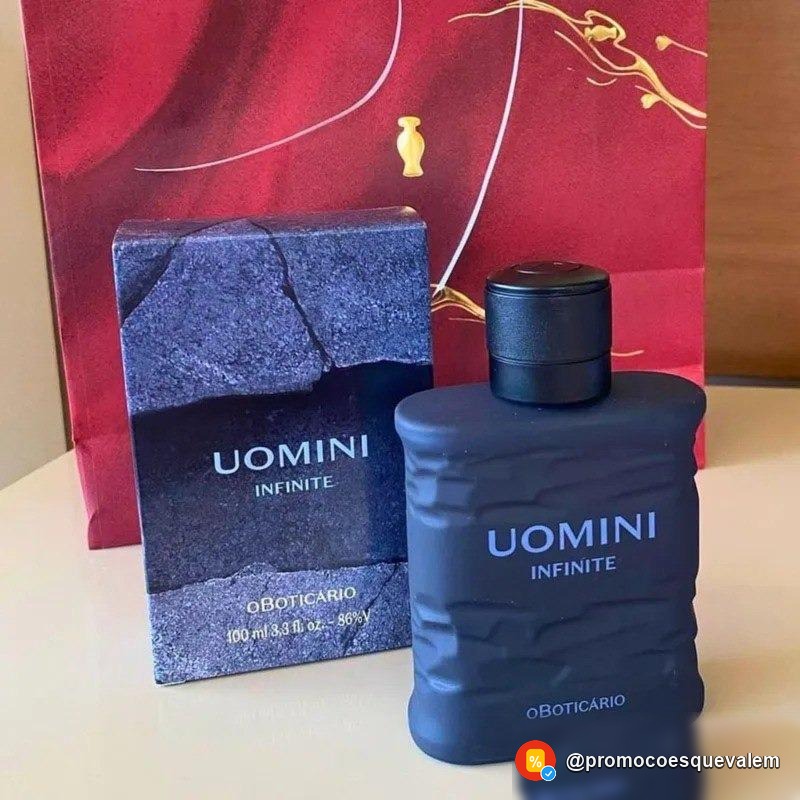 UOMINI
INFINITE
oBOTICÁRIO
100 ml 3,3 fl. oz. - 86%V
UOMINI
INFINITE
oBOTICÁRIO
%
@promocoesquevalem